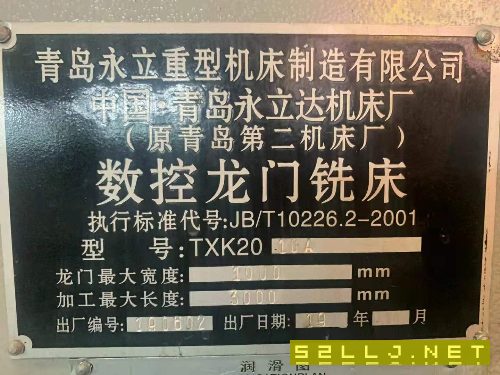 青岛永立重型机床制造有限公司
中国·青岛永立达机床厂
（原青岛第二机床厂）
数控龙门铣床
执行标准代号:JB/T10226.2-2001
型 号:TXK20
龙门最大宽度: mm
加工最大长度: mm
出厂编号: 出厂日期: 年 月
润滑图
52LLJ.NET